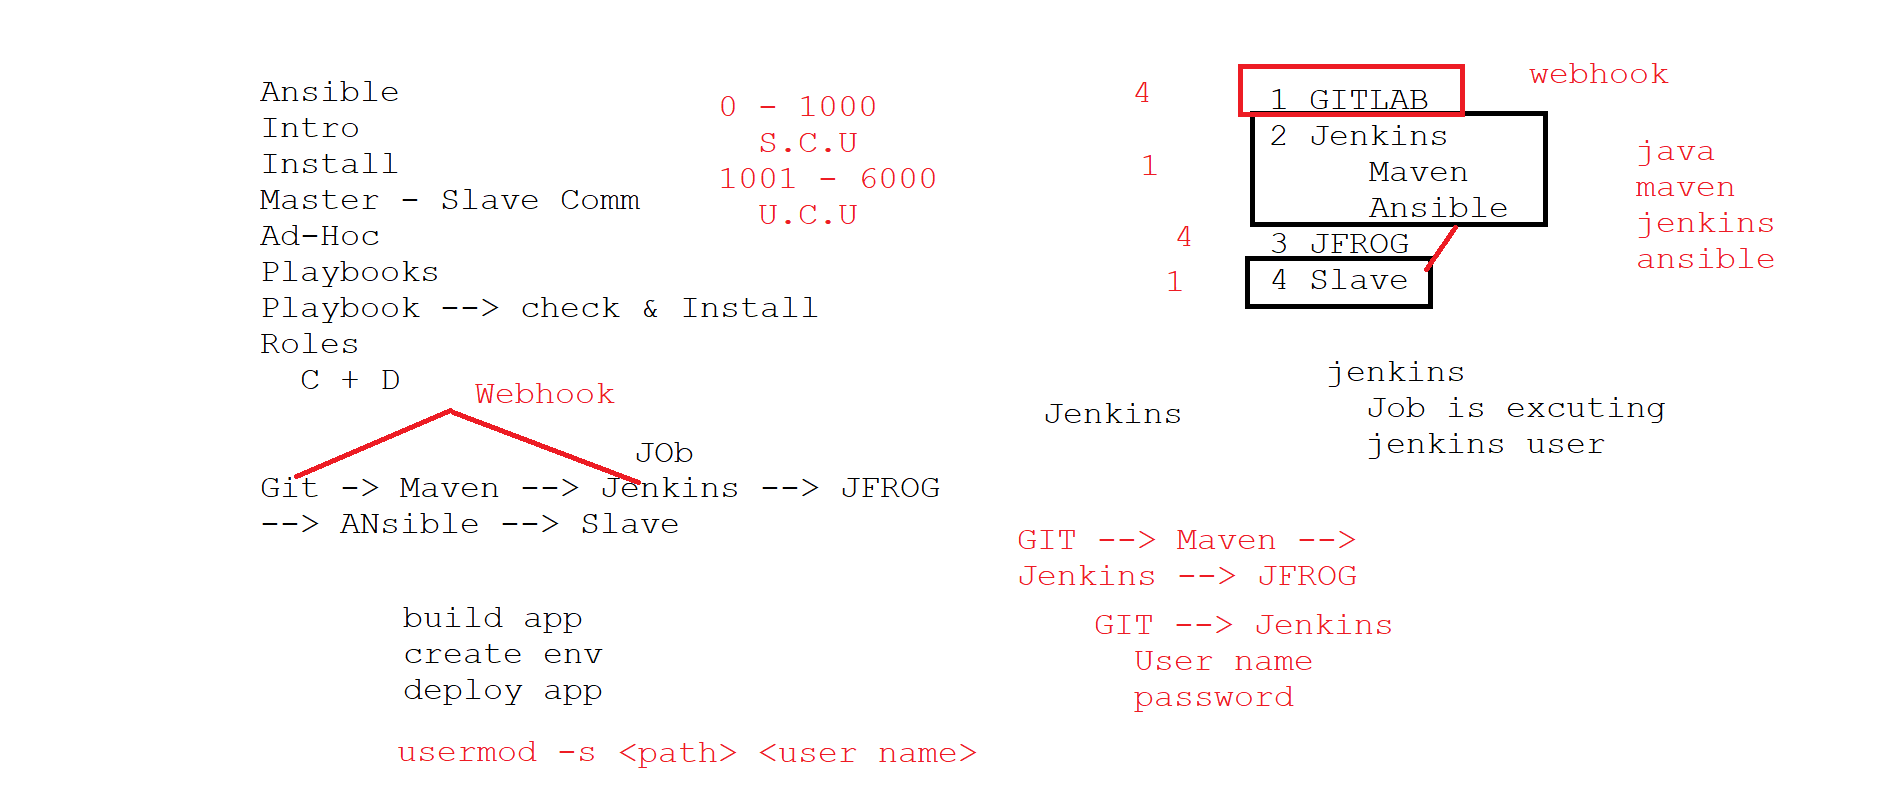 Ansible
Intro
Install
Master - Slave Comm
Ad-Hoc
Playbooks
Playbook --> check & Install
Roles
C + D
0 - 1000
S.C.U
1001 - 6000
U.C.U
Webhook
JOb
Git -> Maven --> Jenkins --> JFROG
--> ANsible --> Slave
build app
create env
deploy app
usermod -s <path> <user name>
4
1
4
1
1 GITLAB
2 Jenkins
Maven
Ansible
3 JFROG
4 Slave
webhook
java
maven
jenkins
ansible
Jenkins
jenkins
Job is excuting
jenkins user
GIT --> Maven -->
Jenkins --> JFROG
GIT --> Jenkins
User name
password